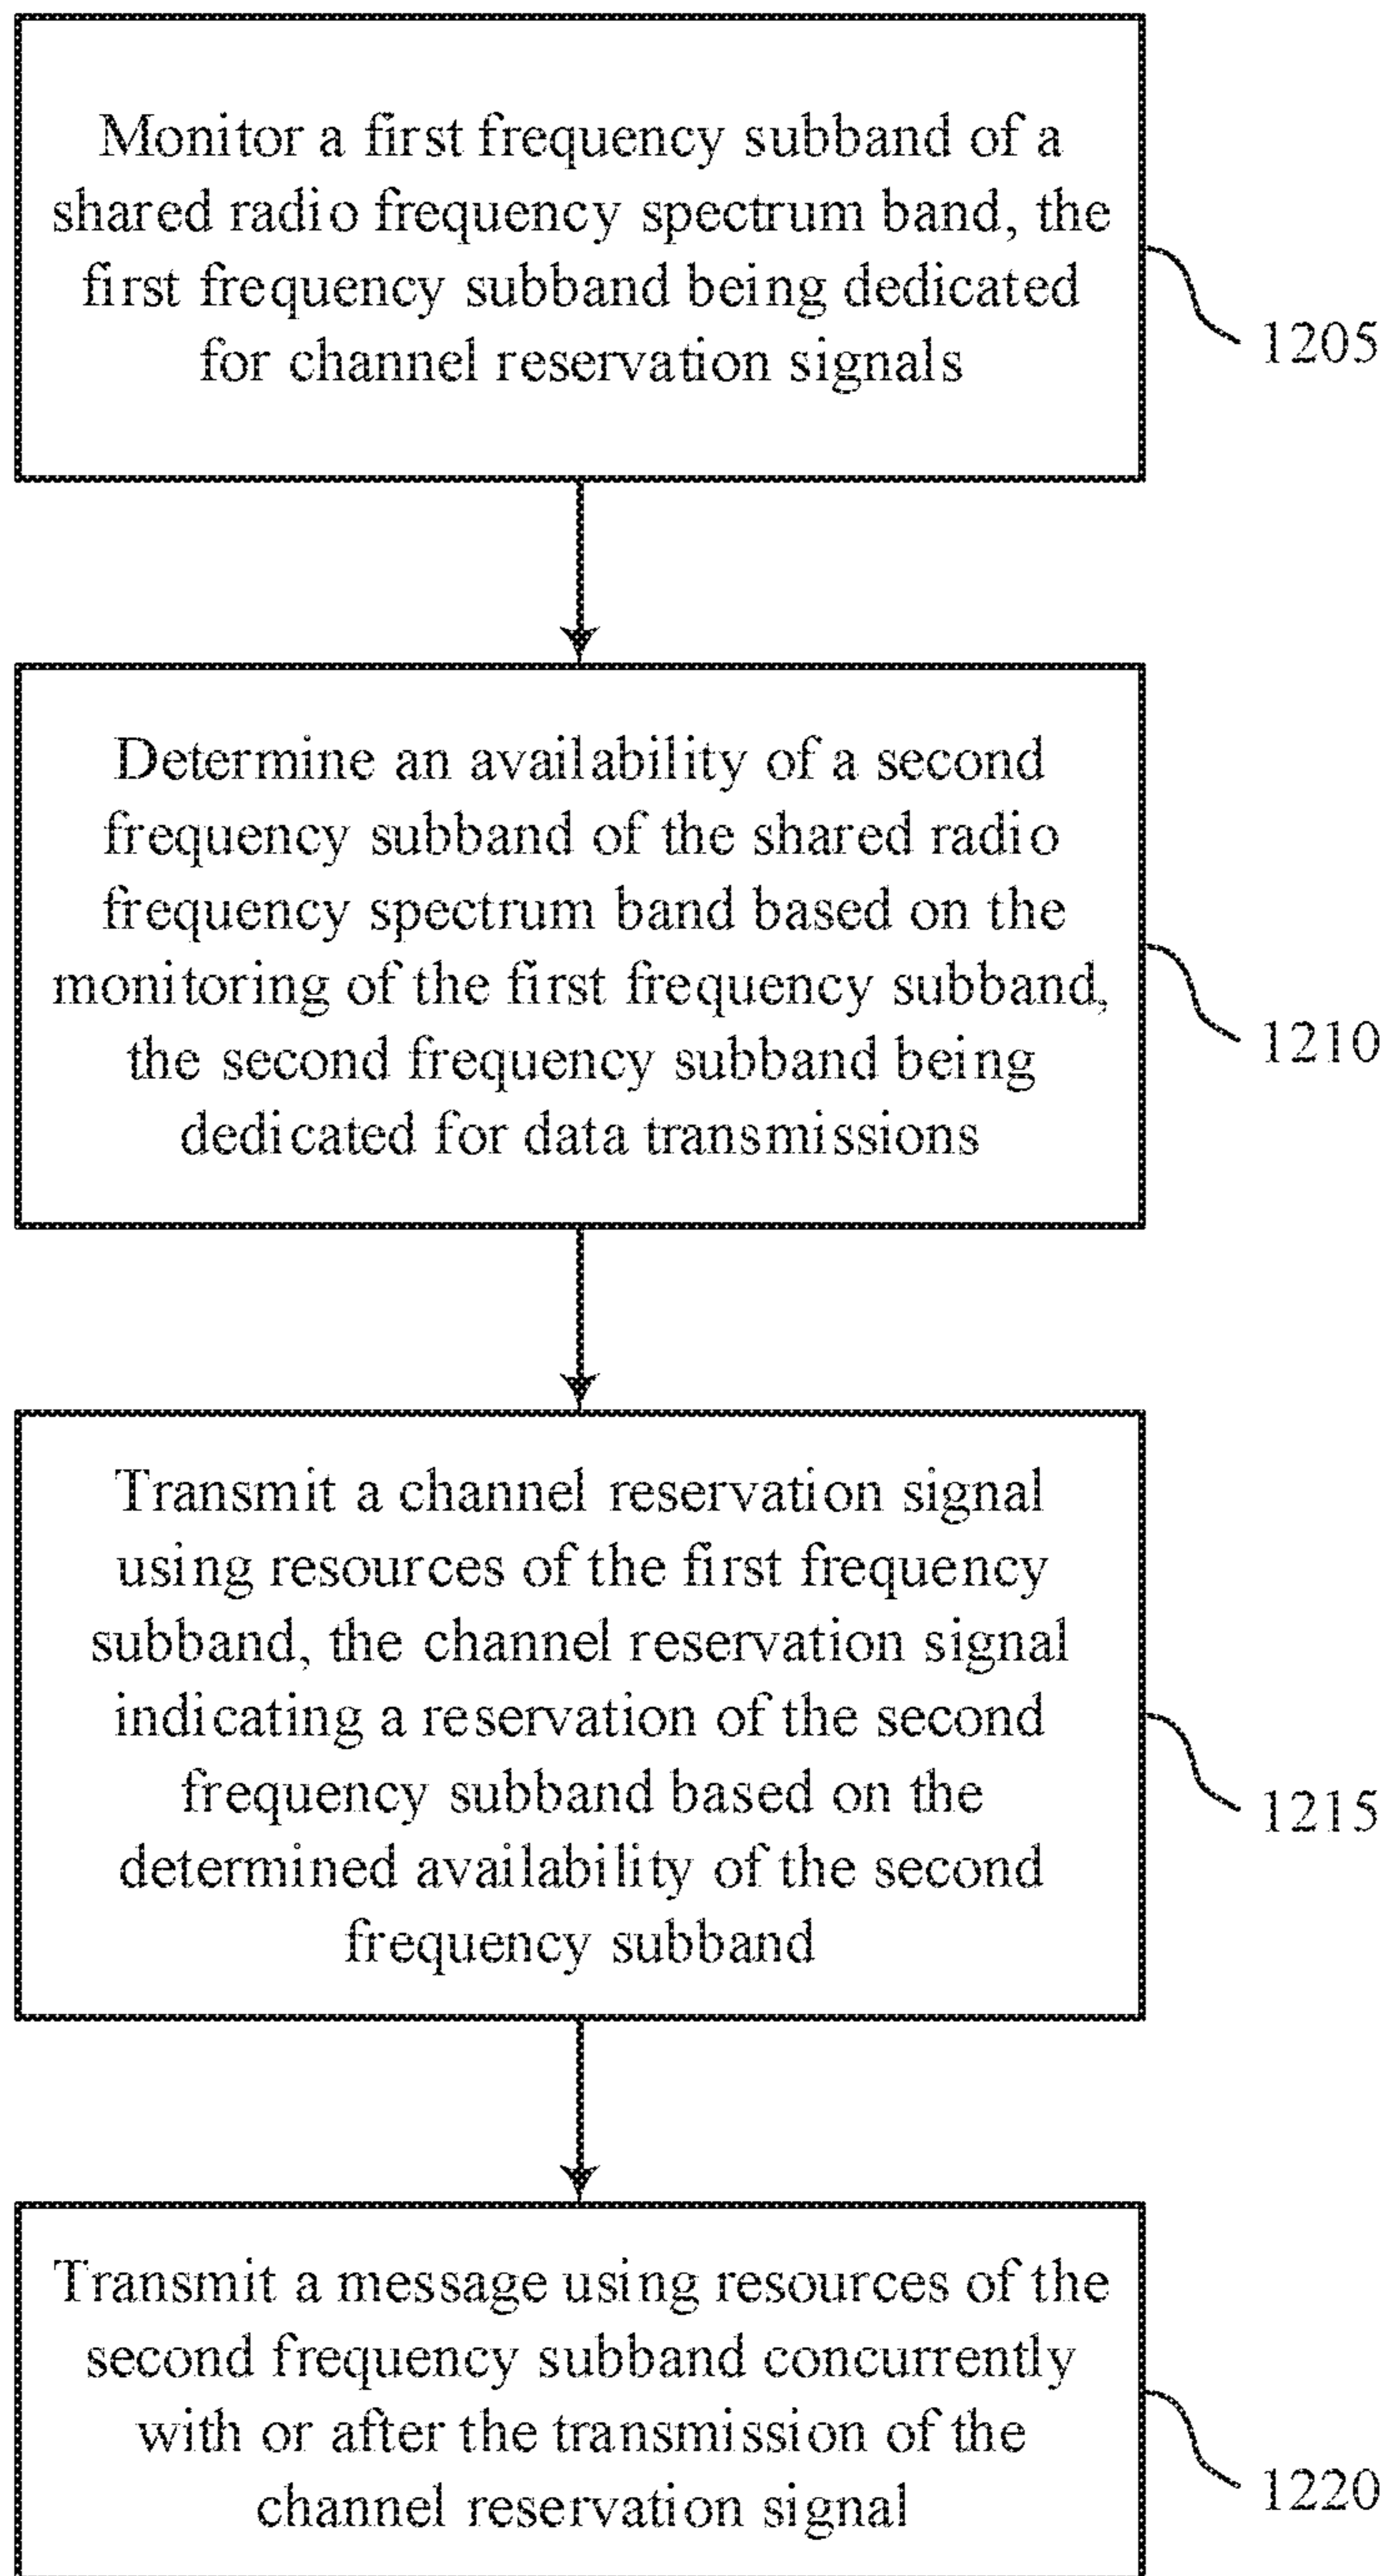 Monitor a first frequency subband of a
shared radio frequency spectrum band, the
first frequency subband being dedicated
for channel reservation signals
1205
Determine an availability of a second
frequency subband of the shared radio
frequency spectrum band based on the
monitoring of the first frequency subband,
the second frequency subband being
dedicated for data transmissions
1210
Transmit a channel reservation signal
using resources of the first frequency
subband, the channel reservation signal
indicating a reservation of the second
frequency subband based on the
determined availability of the second
frequency subband
1215
Transmit a message using resources of the
second frequency subband concurrently
with or after the transmission of the
channel reservation signal
1220